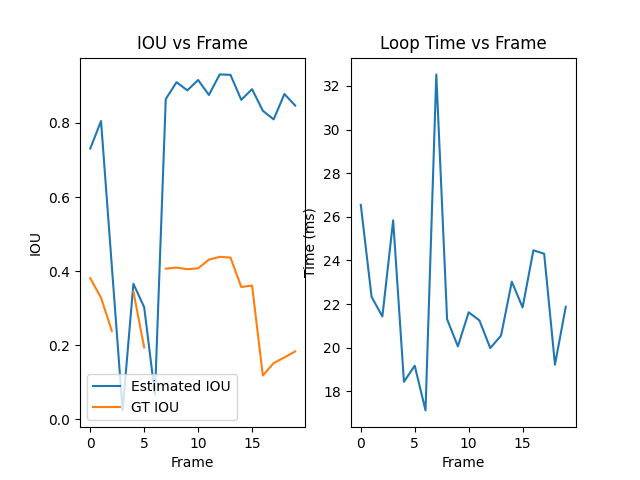 IOU vs Frame
Loop Time vs Frame
IOU
0.8
0.6
0.4
0.2
0.0
Estimated IOU
GT IOU
0 5 10 15
Frame
Time (ms)
32
30
28
26
24
22
20
18
0 5 10 15
Frame